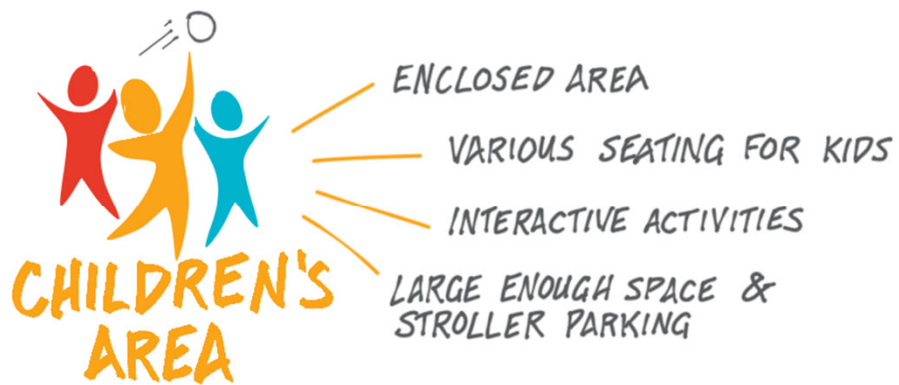 ENCLOSED AREA
VARIOUS SEATING FOR KIDS
INTERACTIVE ACTIVITIES
LARGE ENOUGH SPACE &
STROLLER PARKING
CHILDREN'S
AREA